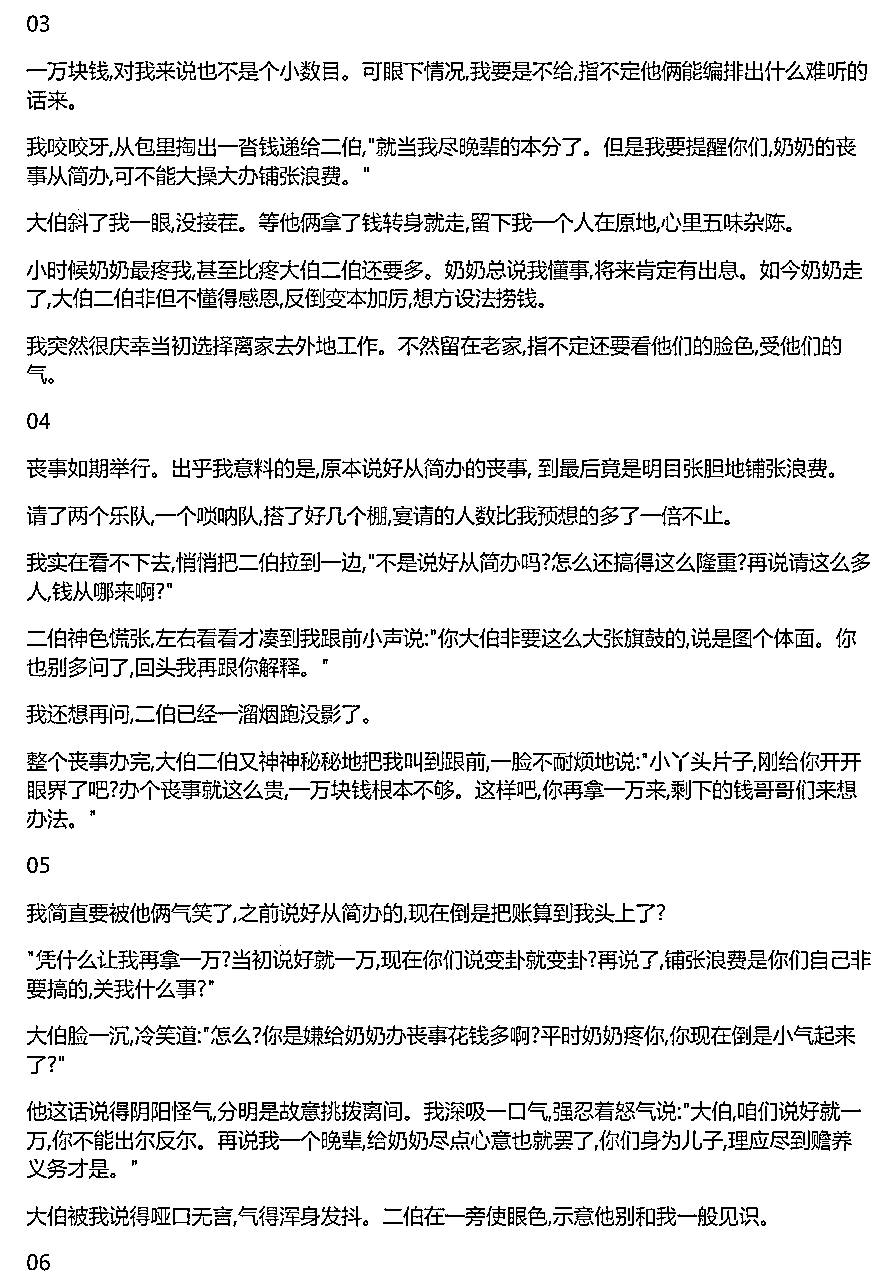 03
一万块钱,对我来说也不是个小数目。可眼下情况,我要是不给,指不定他俩能编排出什么难听的
话来。
我咬咬牙,从包里掏出一沓钱递给二伯,"就当我尽晚辈的本分了。但是我要提醒你们,奶奶的丧
事从简办,可不能大操大办铺张浪费。"
大伯斜了我一眼,没接茬。等他俩拿了钱转身就走,留下我一个人在原地,心里五味杂陈。
小时候奶奶最疼我,甚至比疼大伯二伯还要多。奶奶总说我懂事,将来肯定有出息。如今奶奶走
了,大伯二伯非但不懂得感恩,反倒变本加厉,想方设法捞钱。
我突然很庆幸当初选择离家去外地工作。不然留在老家,指不定还要看他们的脸色,受他们的
气。
04
丧事如期举行。出乎我意料的是,原本说好从简办的丧事, 到最后竟是明目张胆地铺张浪费。
请了两个乐队,一个唢呐队,搭了好几个棚,宴请的人数比我预想的多了一倍不止。
我实在看不下去,悄悄把二伯拉到一边,"不是说好从简办吗?怎么还搞得这么隆重?再说请这么多
人,钱从哪来啊?"
二伯神色慌张,左右看看才凑到我跟前小声说:"你大伯非要这么大张旗鼓的,说是图个体面。你
也别多问了,回头我再跟你解释。"
我还想再问,二伯已经一溜烟跑没影了。
整个丧事办完,大伯二伯又神神秘秘地把我叫到跟前,一脸不耐烦地说:"小丫头片子,刚给你开开
眼界了吧?办个丧事就这么贵,一万块钱根本不够。这样吧,你再拿一万来,剩下的钱哥哥们来想
办法。"
05
我简直要被他俩气笑了,之前说好从简办的,现在倒是把账算到我头上了?
"凭什么让我再拿一万?当初说好就一万,现在你们说变卦就变卦?再说了,铺张浪费是你们自己非
要搞的,关我什么事?"
大伯脸一沉,冷笑道:"怎么?你是嫌给奶奶办丧事花钱多啊?平时奶奶疼你,你现在倒是小气起来
了?"
他这话说得阴阳怪气,分明是故意挑拨离间。我深吸一口气,强忍着怒气说:"大伯,咱们说好就一
万,你不能出尔反尔。再说我一个晚辈,给奶奶尽点心意也就罢了,你们身为儿子,理应尽到赡养
义务才是。"
大伯被我说得哑口无言,气得浑身发抖。二伯在一旁使眼色,示意他别和我一般见识。
06